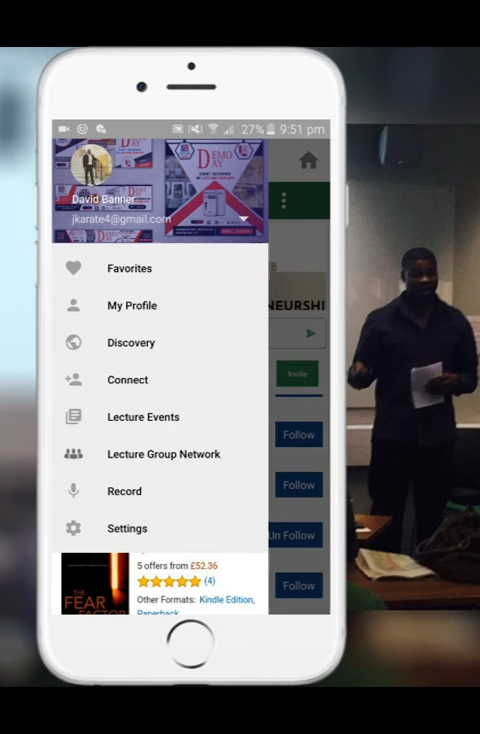 27% 9:51 pm
DEMO
DAY
DEMO
DAY
David Banner
jkarate4@gmail.com
Favorites
My Profile
NEURSHI
Discovery
Invite
Connect
Lecture Events
Follow
Lecture Group Network
Record
Follow
Settings
Un Follow
5 offers from £52.36
(4)
Follow
Other Formats: Kindle Edition,
Paperback
THE
FEAR
FACTOR